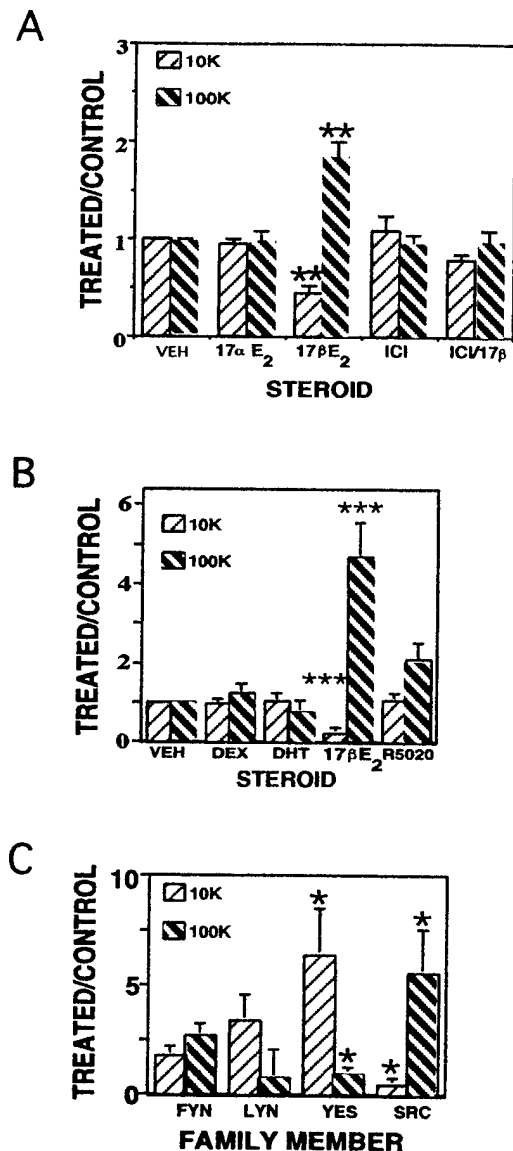 A
TREATED/CONTROL
3
2
1
0
10K
100K
**
**
VEH 17α E2 17βE2 ICI ICI/17β
STEROID
B
TREATED/CONTROL
6
4
2
0
10K
100K
***
***
VEH DEX DHT 17βE2 R5020
STEROID
C
TREATED/CONTROL
10
5
0
10K
100K
*
*
*
*
FYN LYN YES SRC
FAMILY MEMBER